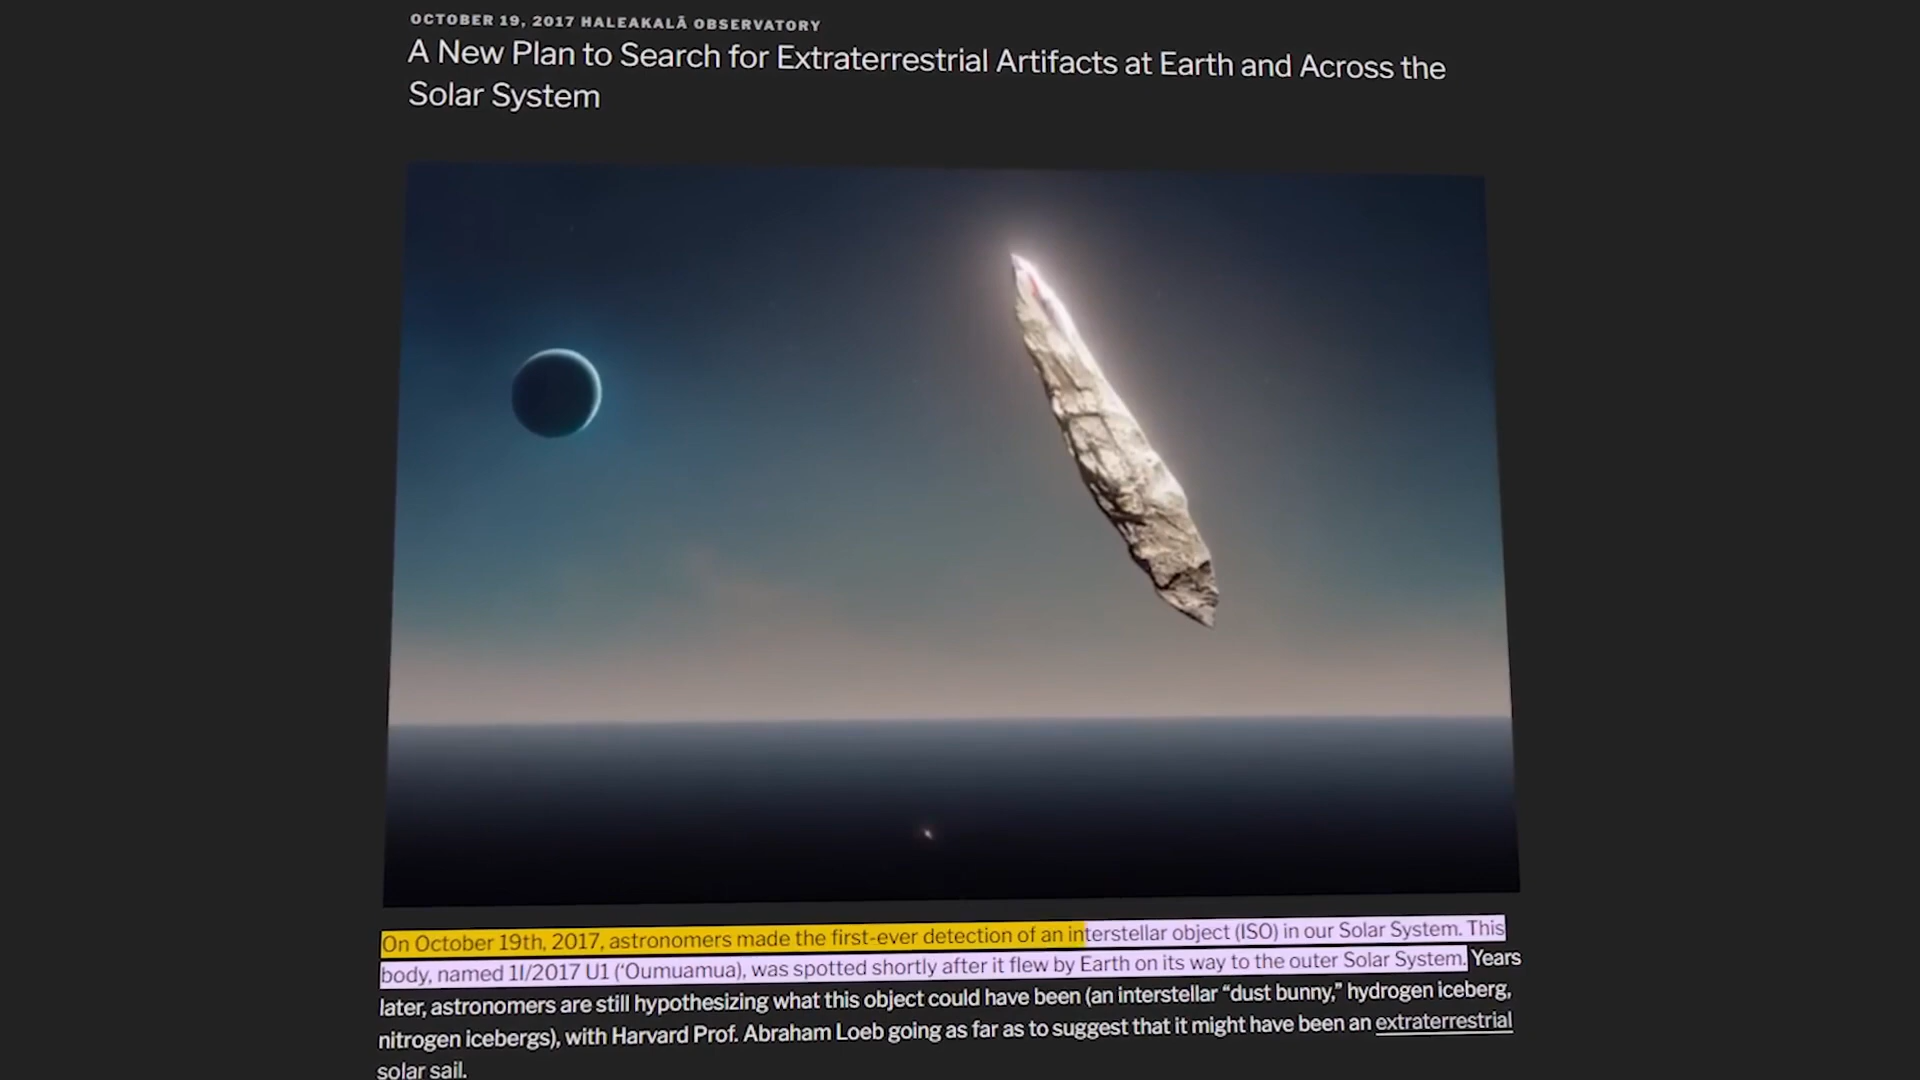 OCTOBER 19, 2017 HALEAKALĀ OBSERVATORY
A New Plan to Search for Extraterrestrial Artifacts at Earth and Across the
Solar System
On October 19th, 2017, astronomers made the first-ever detection of an interstellar object (ISO) in our Solar System. This
body, named 1I/2017 U1 (‘Oumuamua), was spotted shortly after it flew by Earth on its way to the outer Solar System. Years
later, astronomers are still hypothesizing what this object could have been (an interstellar “dust bunny,” hydrogen iceberg,
nitrogen icebergs), with Harvard Prof. Abraham Loeb going as far as to suggest that it might have been an extraterrestrial
solar sail.